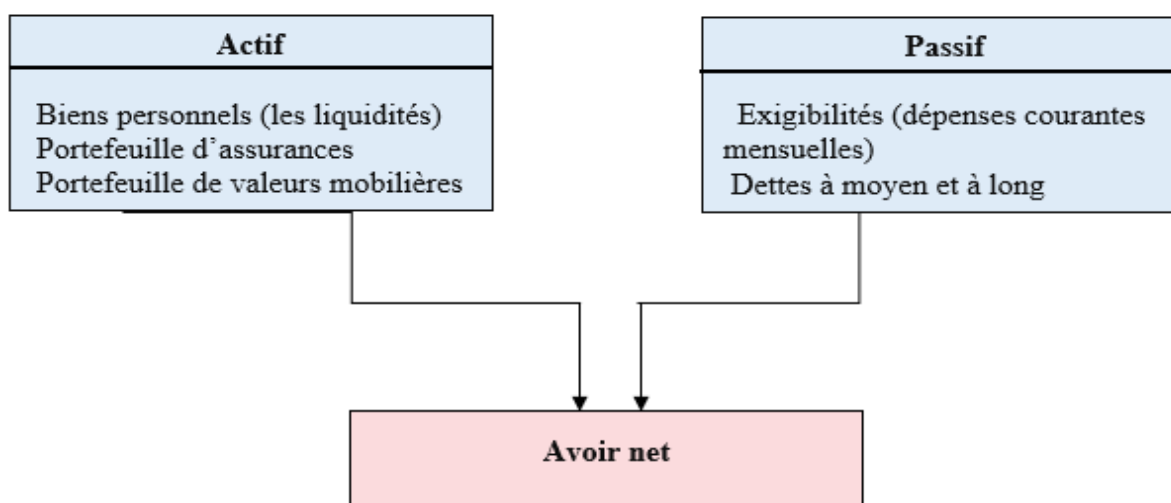 Actif
Biens personnels (les liquidités)
Portefeuille d’assurances
Portefeuille de valeurs mobilières
Passif
Exigibilités (dépenses courantes
mensuelles)
Dettes à moyen et à long
Avoir net